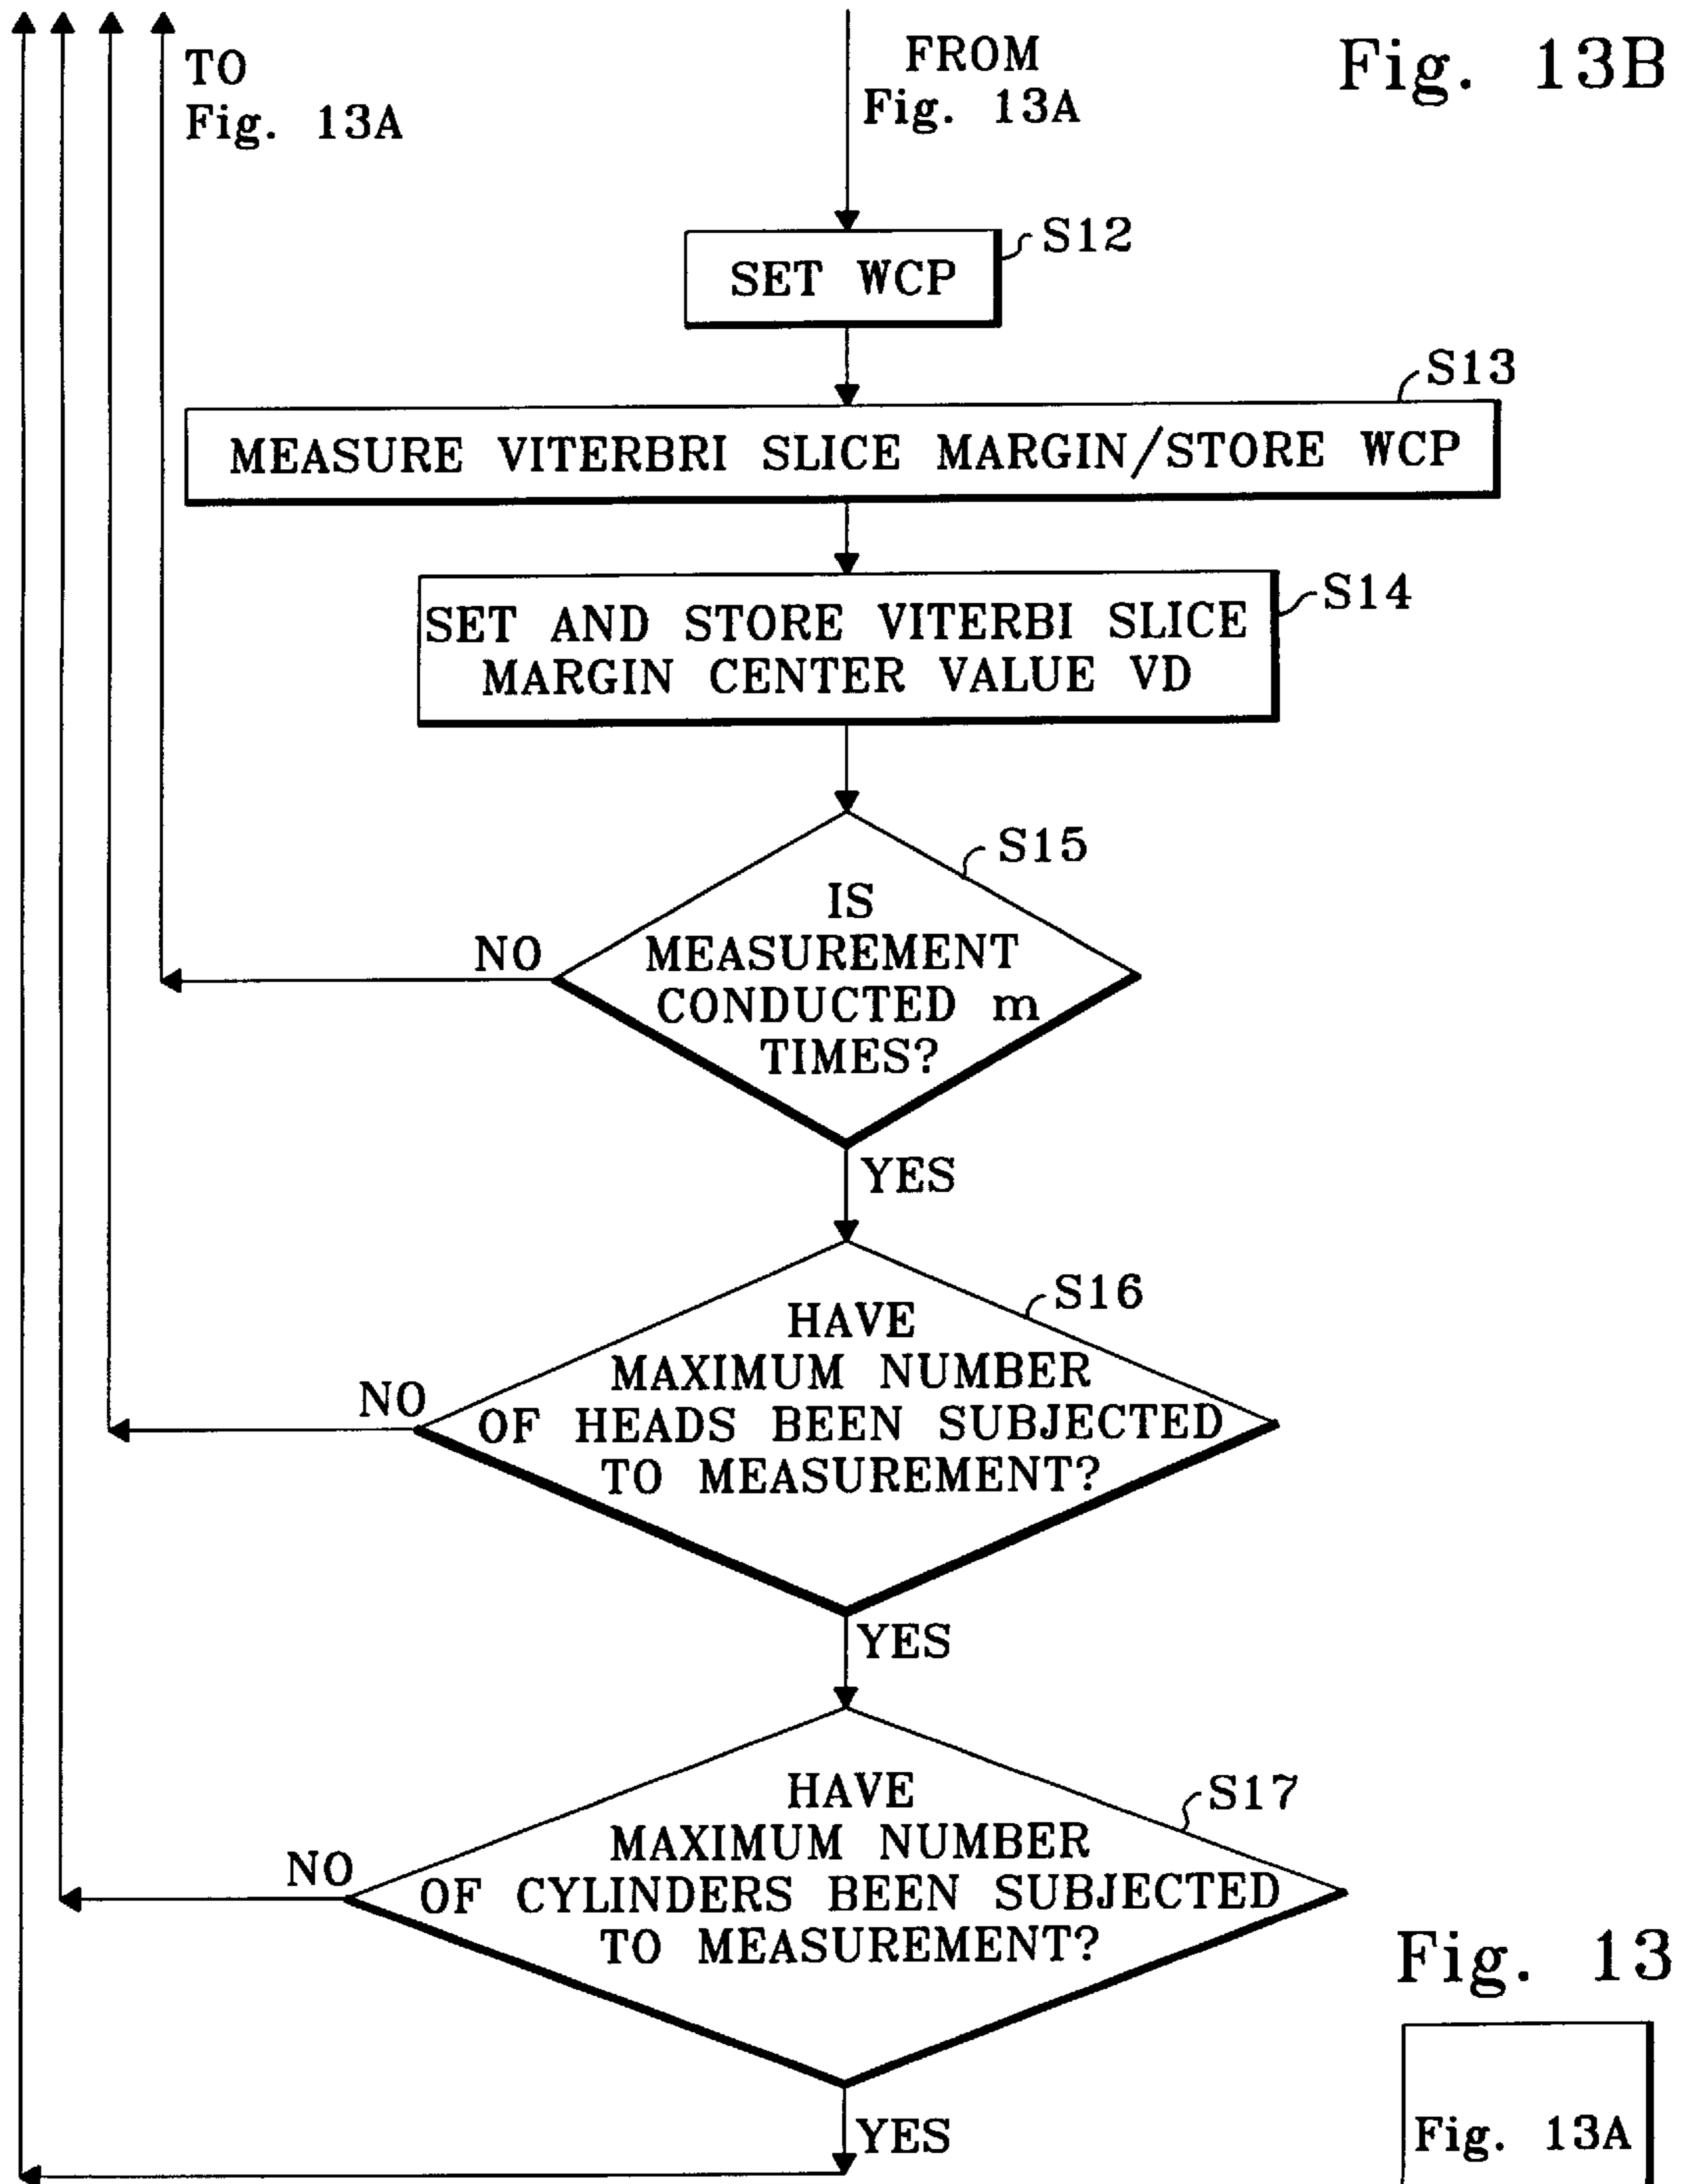 TO
Fig. 13A
FROM
Fig. 13A
Fig. 13B
S12
SET WCP
S13
MEASURE VITERBRI SLICE MARGIN/STORE WCP
S14
SET AND STORE VITERBI SLICE
MARGIN CENTER VALUE VD
S15
IS
MEASUREMENT
CONDUCTED m
TIMES?
NO
YES
S16
HAVE
MAXIMUM NUMBER
OF HEADS BEEN SUBJECTED
TO MEASUREMENT?
NO
YES
S17
HAVE
MAXIMUM NUMBER
OF CYLINDERS BEEN SUBJECTED
TO MEASUREMENT?
NO
YES
Fig. 13
Fig. 13A